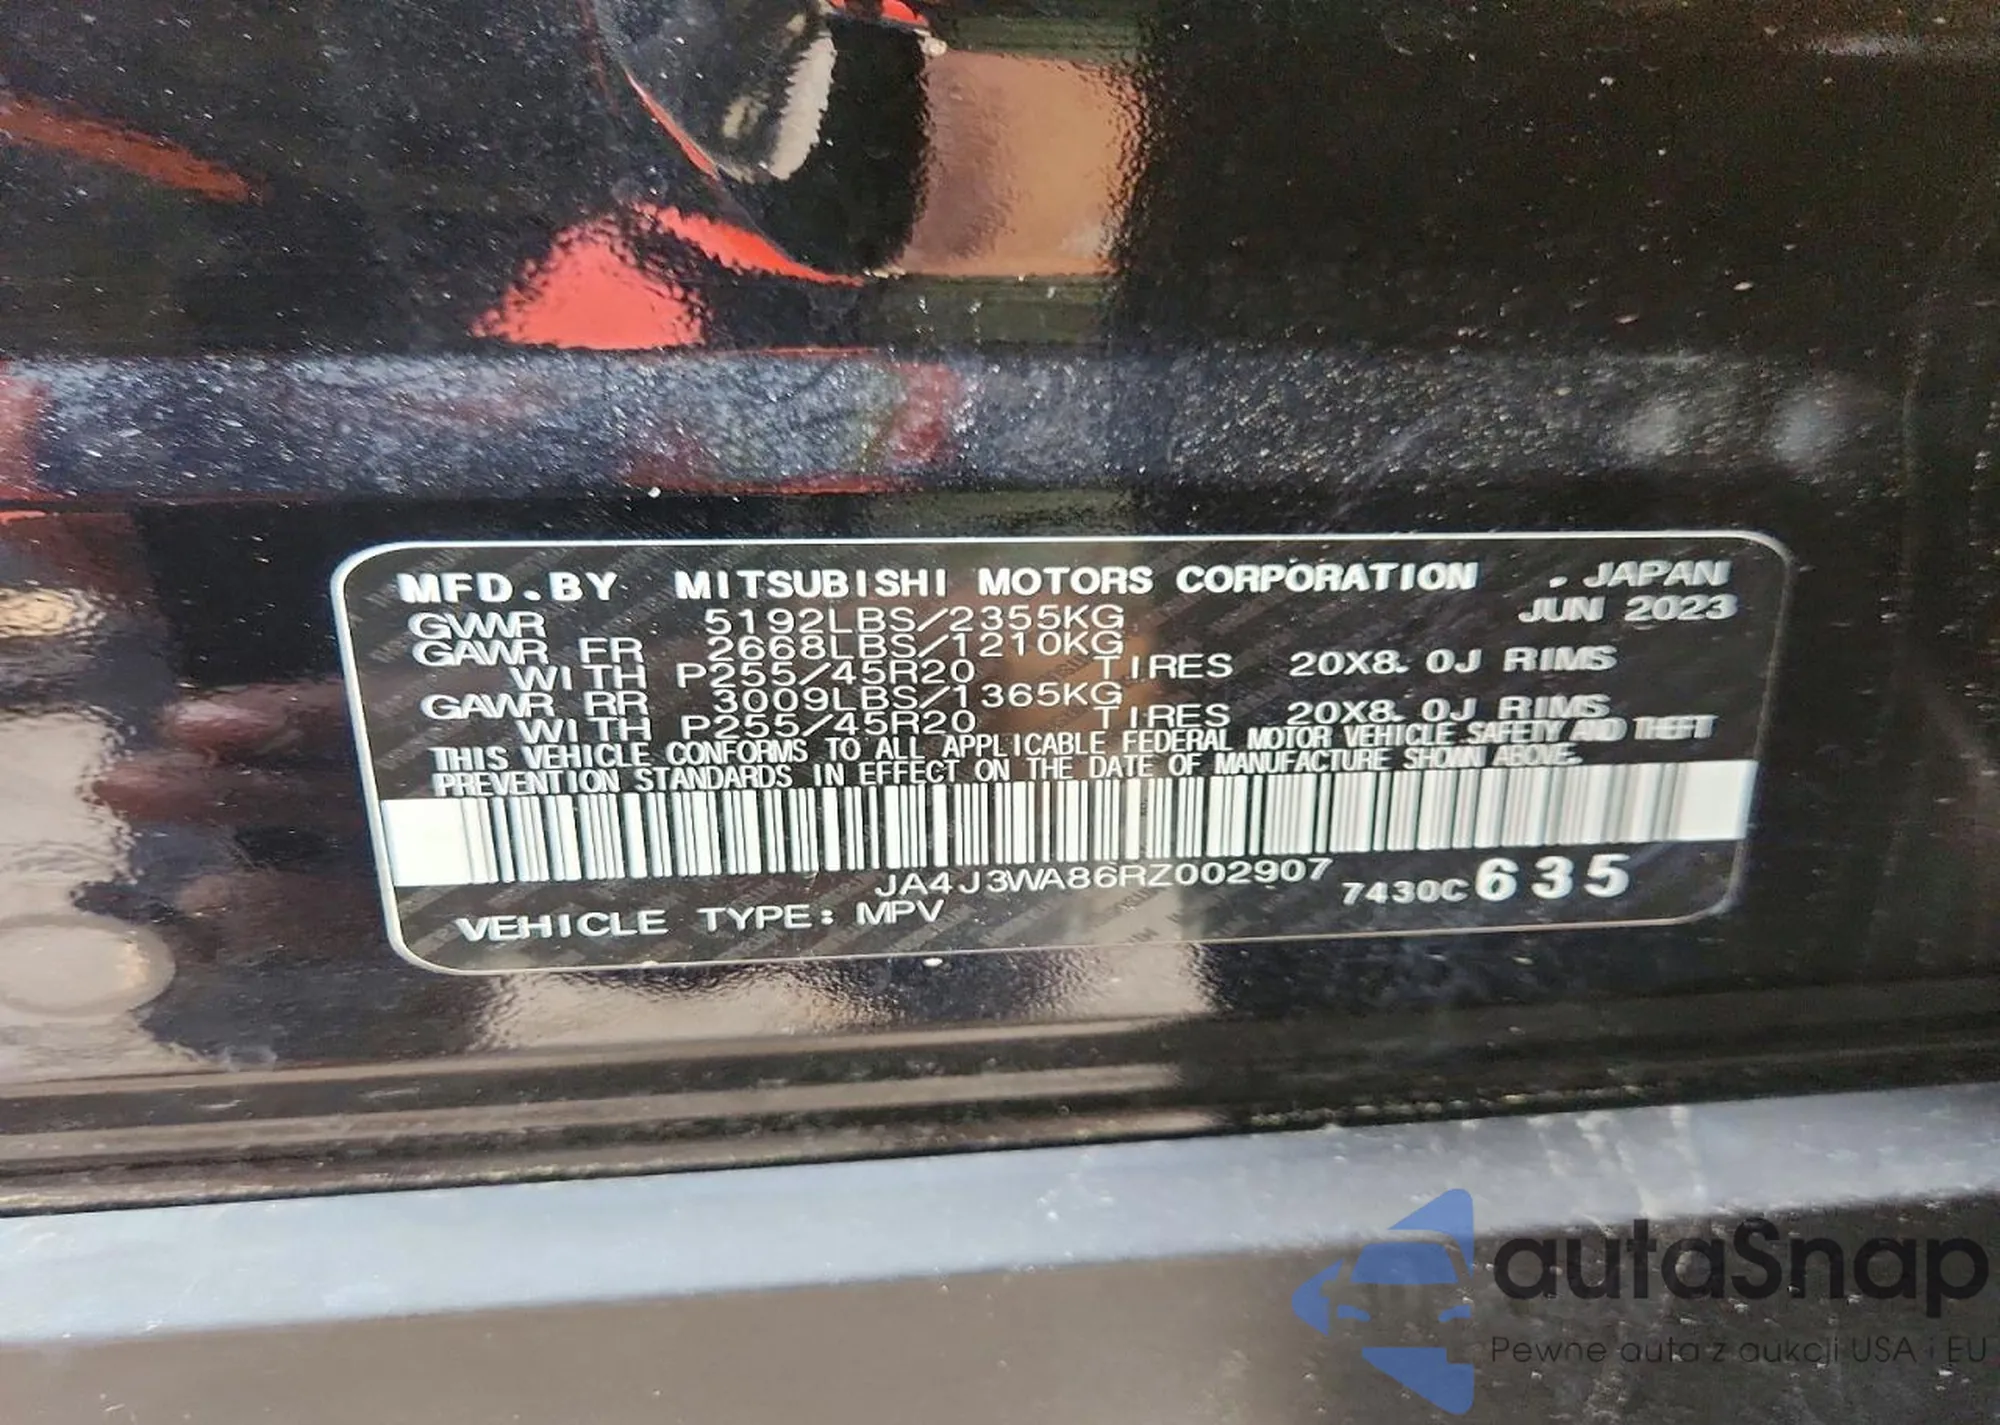 MFD.BY MITSUBISHI MOTORS CORPORATION . JAPAN
JUN 2023
GVWR 5192LBS/2355KG
GAWR FR 2668LBS/1210KG
WITH P255/45R20 TIRES 20X8.0J RIMS
GAWR RR 3009LBS/1365KG
WITH P255/45R20 TIRES 20X8.0J RIMS
THIS VEHICLE CONFORMS TO ALL APPLICABLE FEDERAL MOTOR VEHICLE SAFETY AND THEFT
PREVENTION STANDARDS IN EFFECT ON THE DATE OF MANUFACTURE SHOWN ABOVE.
JA4J3WA86RZ002907 7430C 635
VEHICLE TYPE: MPV
autaSnap
Pewne auta z aukcji USA i EU